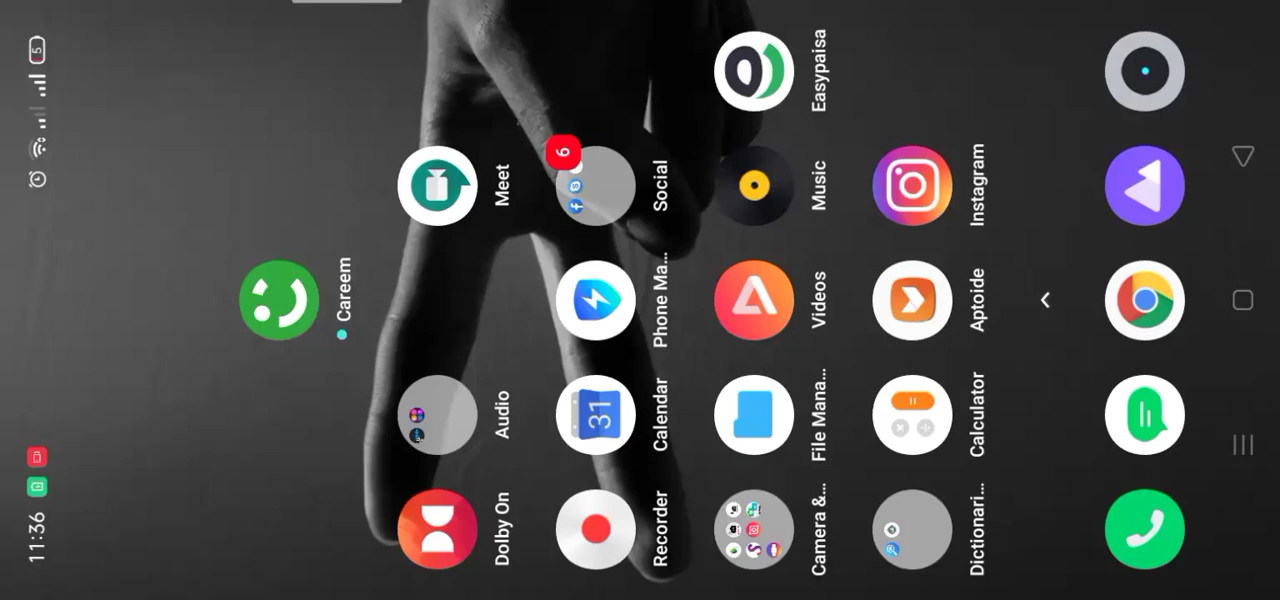 11:36
5
Careem
Dolby On
Audio
Meet
Recorder
31
Calendar
Phone Ma...
6
Social
Camera &...
File Mana...
Videos
Music
Easypaisa
Dictionari...
Calculator
Aptoide
Instagram